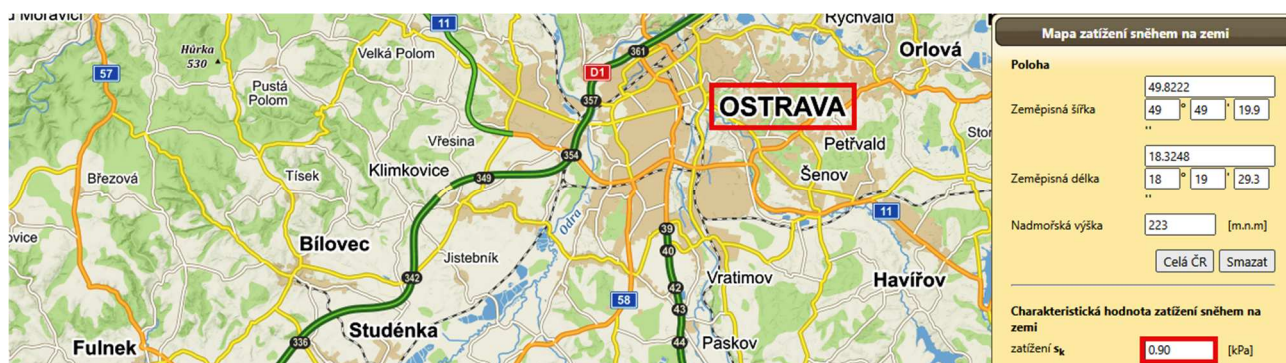 Mapa zatížení sněhem na zemi
Poloha
49.8222
Zeměpisná šířka 49 ° 49 ' 19.9
''
18.3248
Zeměpisná délka 18 ° 19 ' 29.3
''
Nadmořská výška 223 [m.n.m]
Celá ČR Smazat
Charakteristická hodnota zatížení sněhem na
zemi
zatížení sk 0.90 [kPa]
11
Rychvald
361
Orlová
Hůrka
530
Velká Polom
57
D1
Pustá
Polom
357
OSTRAVA
Vřesina
354
Petřvald
Klimkovice
349
Šenov
Březová
Tísek
Odra
11
39
40
Bílovec
Jistebník
342
Vratimov
Havířov
42
58
43
Studénka
336
44
Paskov
Fulnek